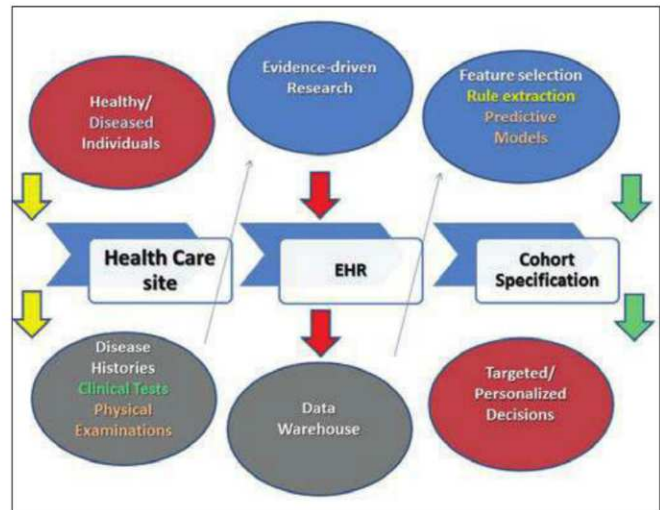 Healthy/
Diseased
Individuals
Evidence-driven
Research
Feature selection
Rule extraction
Predictive
Models
Health Care
site
EHR
Cohort
Specification
Disease
Histories
Clinical Tests
Physical
Examinations
Data
Warehouse
Targeted/
Personalized
Decisions